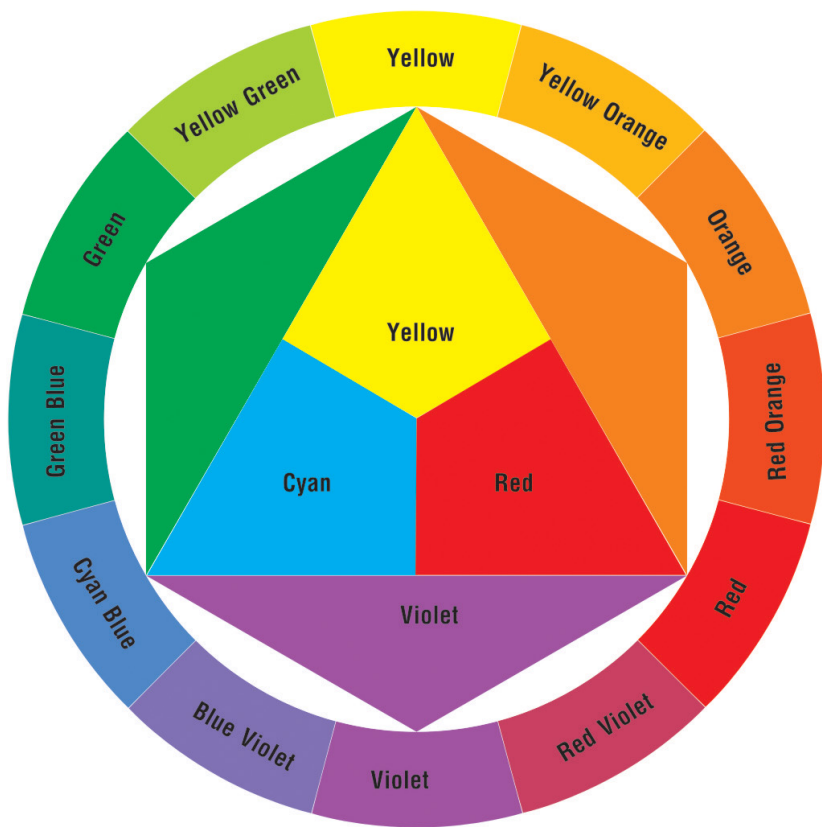 Yellow
Yellow Green
Yellow Orange
Green
Orange
Yellow
Green Blue
Red Orange
Cyan
Red
Cyan Blue
Red
Violet
Blue Violet
Red Violet
Violet